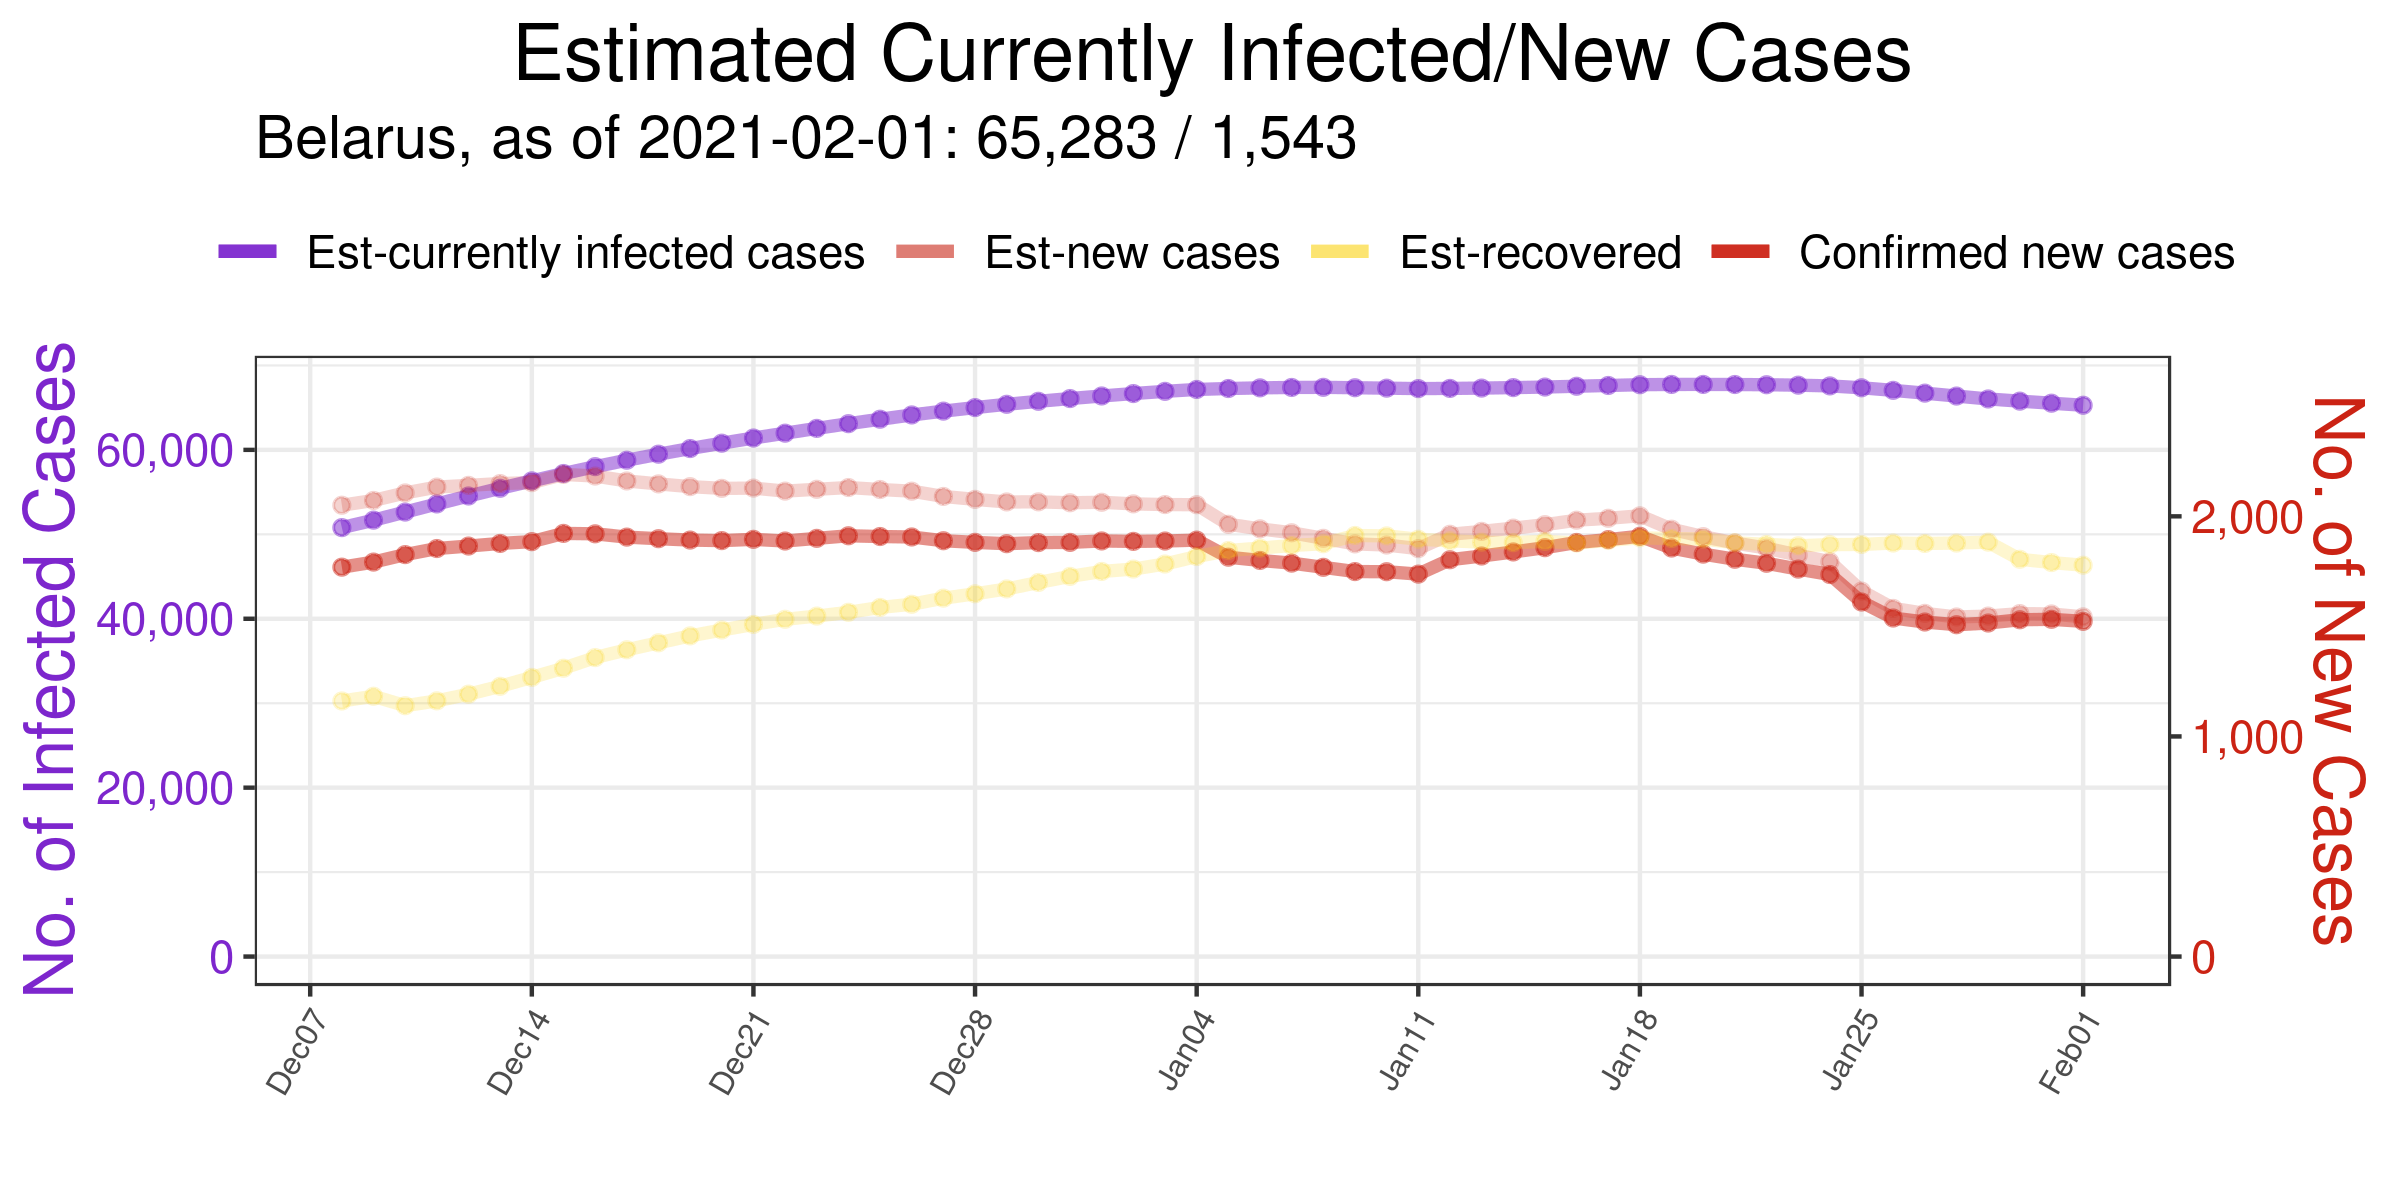 Estimated Currently Infected/New Cases
Belarus, as of 2021-02-01: 65,283 / 1,543
Est-currently infected cases Est-new cases Est-recovered Confirmed new cases
No. of Infected Cases
60,000
40,000
20,000
0
2,000
1,000
0
No. of New Cases
Dec07 Dec14 Dec21 Dec28 Jan04 Jan11 Jan18 Jan25 Feb01